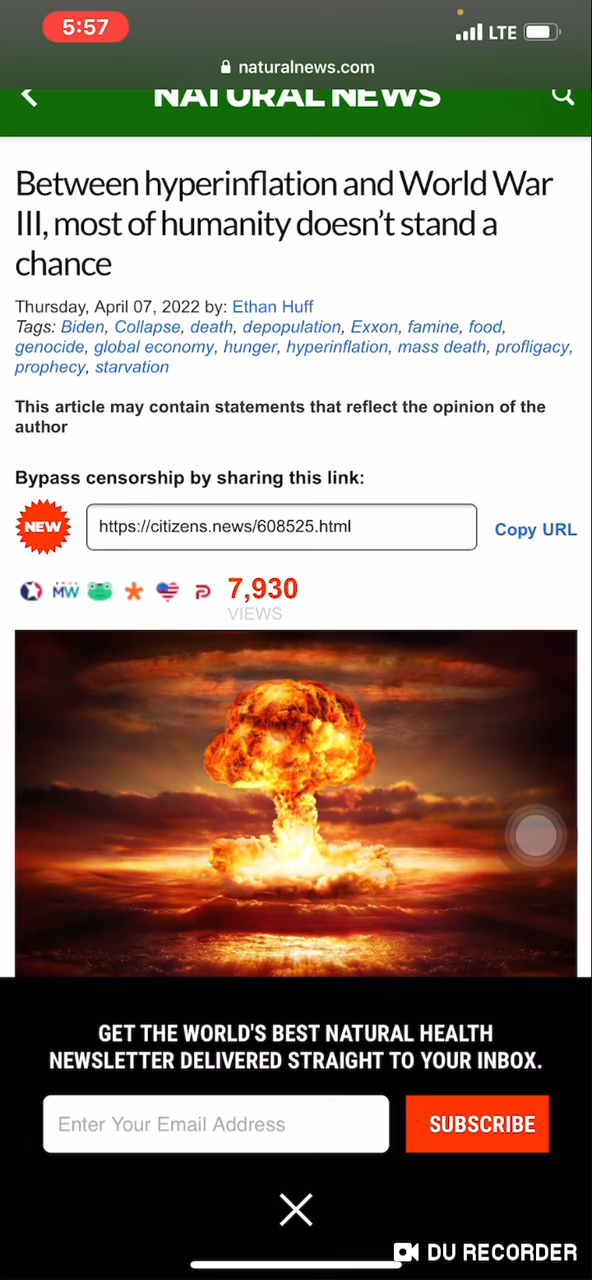 5:57
LTE
naturalnews.com
NATURAL NEWS
Between hyperinflation and World War
III, most of humanity doesn't stand a
chance
Thursday, April 07, 2022 by: Ethan Huff
Tags: Biden, Collapse, death, depopulation, Exxon, famine, food,
genocide, global economy, hunger, hyperinflation, mass death, profligacy,
prophecy, starvation
This article may contain statements that reflect the opinion of the
author
Bypass censorship by sharing this link:
NEW
https://citizens.news/608525.html
Copy URL
MW
7,930
VIEWS
GET THE WORLD'S BEST NATURAL HEALTH
NEWSLETTER DELIVERED STRAIGHT TO YOUR INBOX.
Enter Your Email Address
SUBSCRIBE
DU RECORDER